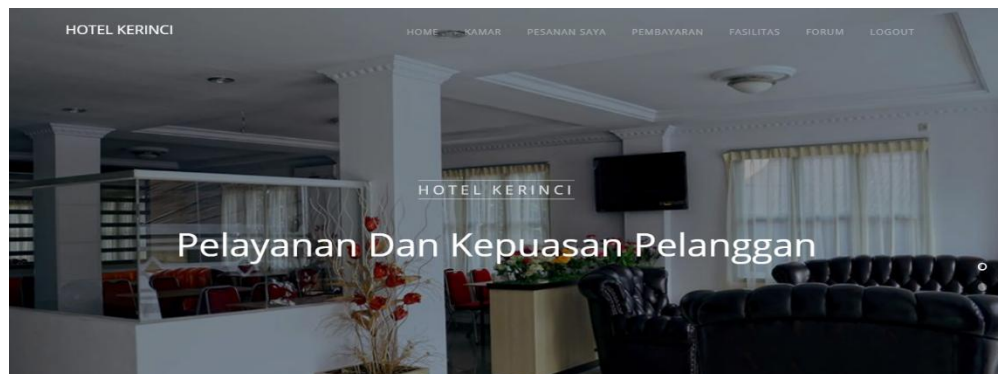 HOTEL KERINCI
HOME KAMAR PESANAN SAYA PEMBAYARAN FASILITAS FORUM LOGOUT
HOTEL KERINCI
Pelayanan Dan Kepuasan Pelanggan